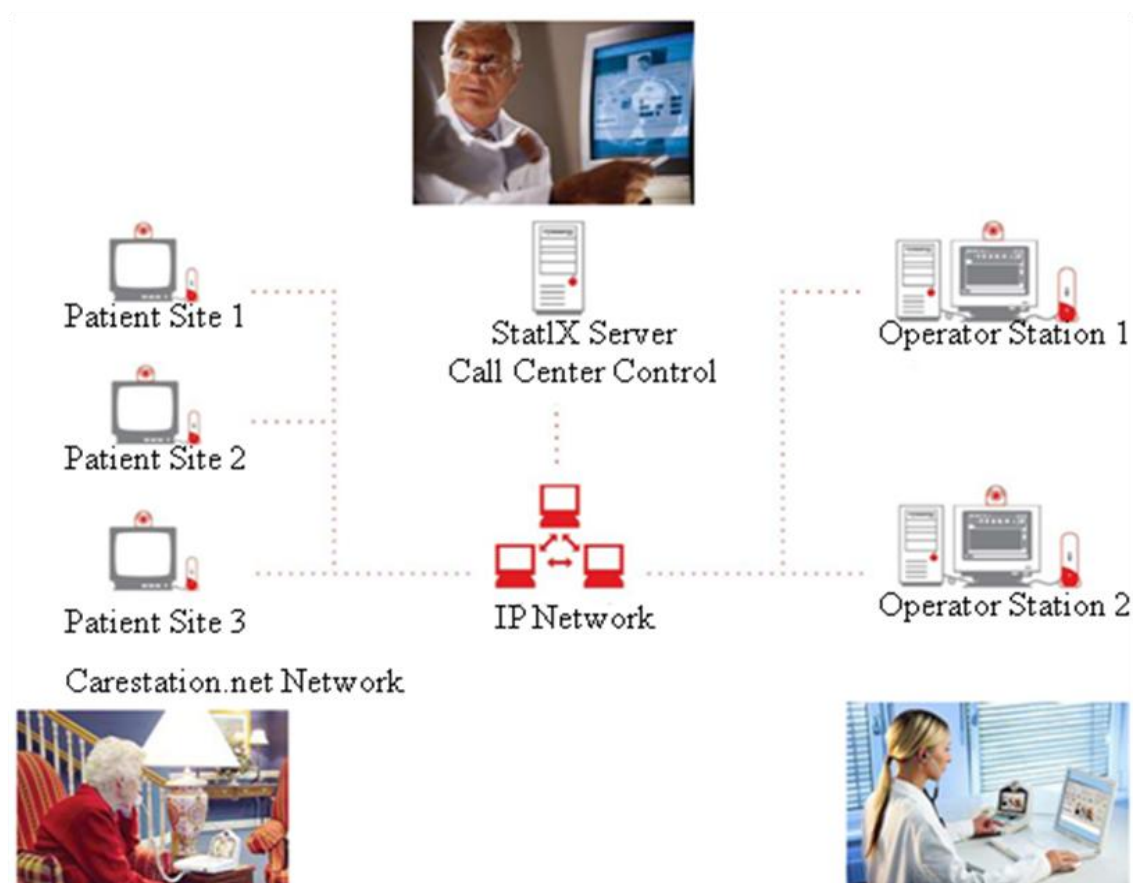 Patient Site 1
StatIX Server
Call Center Control
Operator Station 1
Patient Site 2
Patient Site 3
IP Network
Operator Station 2
Carestation.net Network